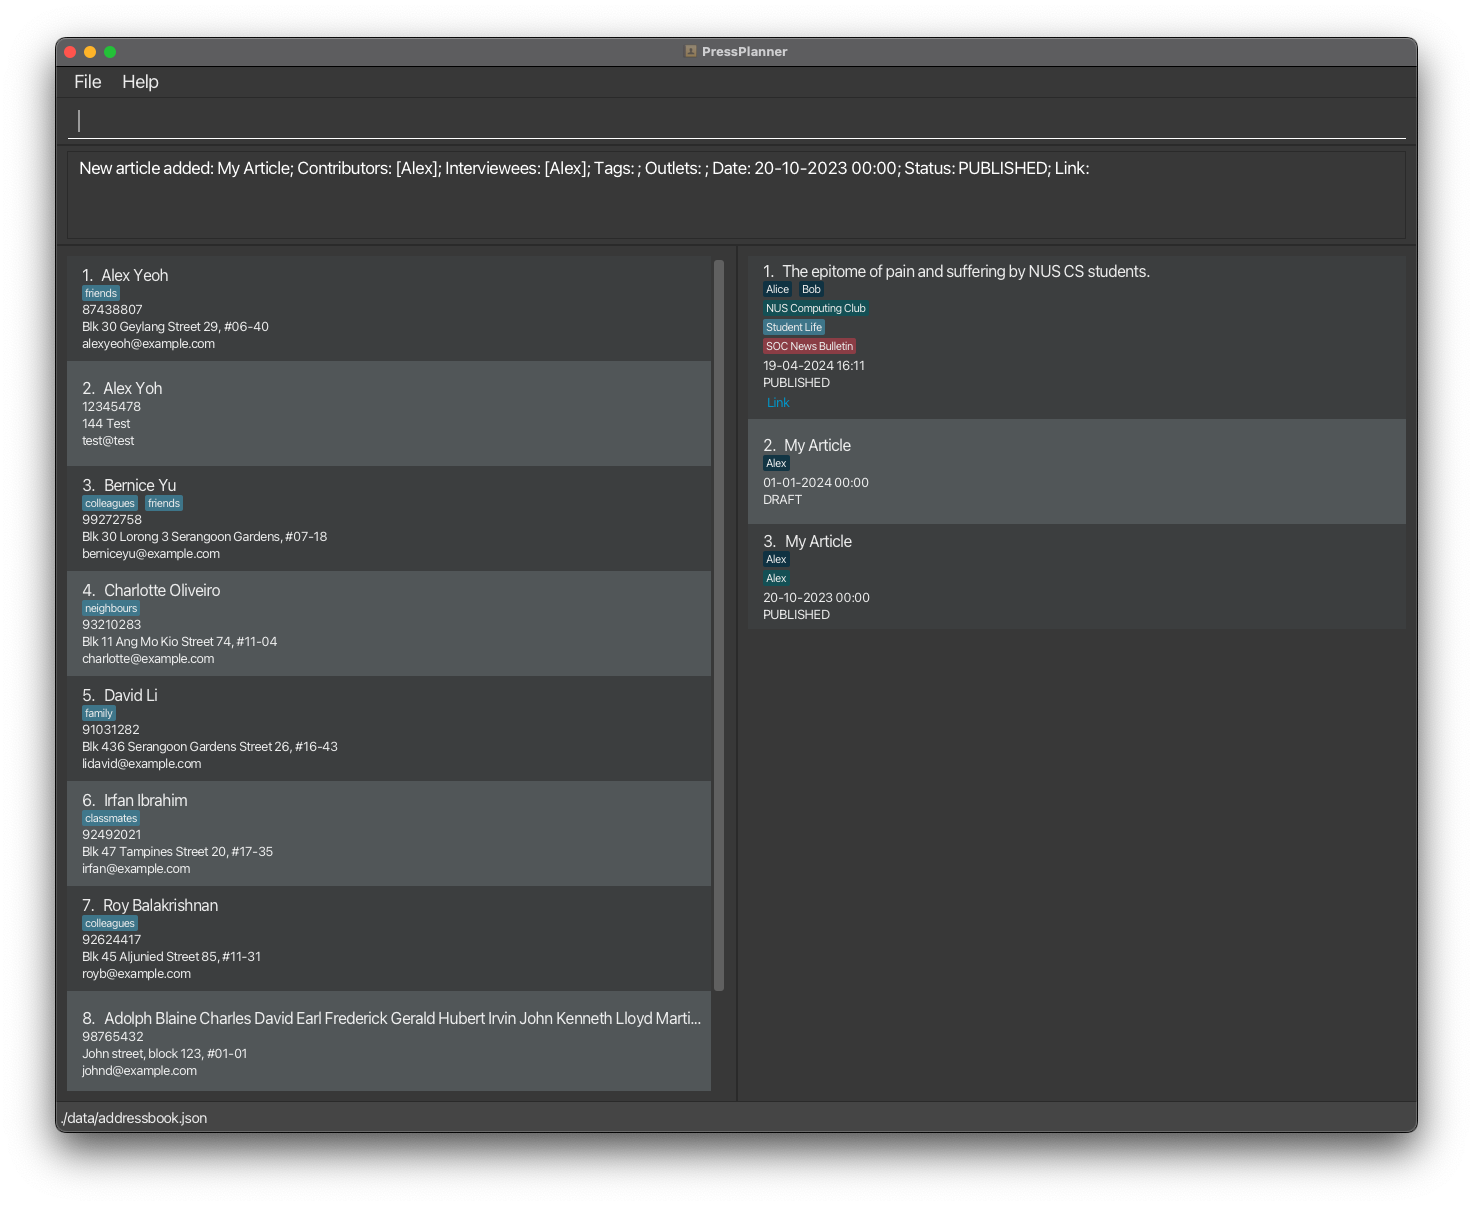 PressPlanner
File Help
New article added: My Article; Contributors: [Alex]; Interviewees: [Alex]; Tags: ; Outlets: ; Date: 20-10-2023 00:00; Status: PUBLISHED; Link:
1. Alex Yeoh
friends
87438807
Blk 30 Geylang Street 29, #06-40
alexyeoh@example.com
2. Alex Yoh
12345478
144 Test
test@test
3. Bernice Yu
colleagues friends
99272758
Blk 30 Lorong 3 Serangoon Gardens, #07-18
berniceyu@example.com
4. Charlotte Oliveiro
neighbours
93210283
Blk 11 Ang Mo Kio Street 74, #11-04
charlotte@example.com
5. David Li
family
91031282
Blk 436 Serangoon Gardens Street 26, #16-43
lidavid@example.com
6. Irfan Ibrahim
classmates
92492021
Blk 47 Tampines Street 20, #17-35
irfan@example.com
7. Roy Balakrishnan
colleagues
92624417
Blk 45 Aljunied Street 85, #11-31
royb@example.com
8. Adolph Blaine Charles David Earl Frederick Gerald Hubert Irvin John Kenneth Lloyd Marti...
98765432
John street, block 123, #01-01
johnd@example.com
1. The epitome of pain and suffering by NUS CS students.
Alice Bob
NUS Computing Club
Student Life
SOC News Bulletin
19-04-2024 16:11
PUBLISHED
Link
2. My Article
Alex
01-01-2024 00:00
DRAFT
3. My Article
Alex
Alex
20-10-2023 00:00
PUBLISHED
./data/addressbook.json